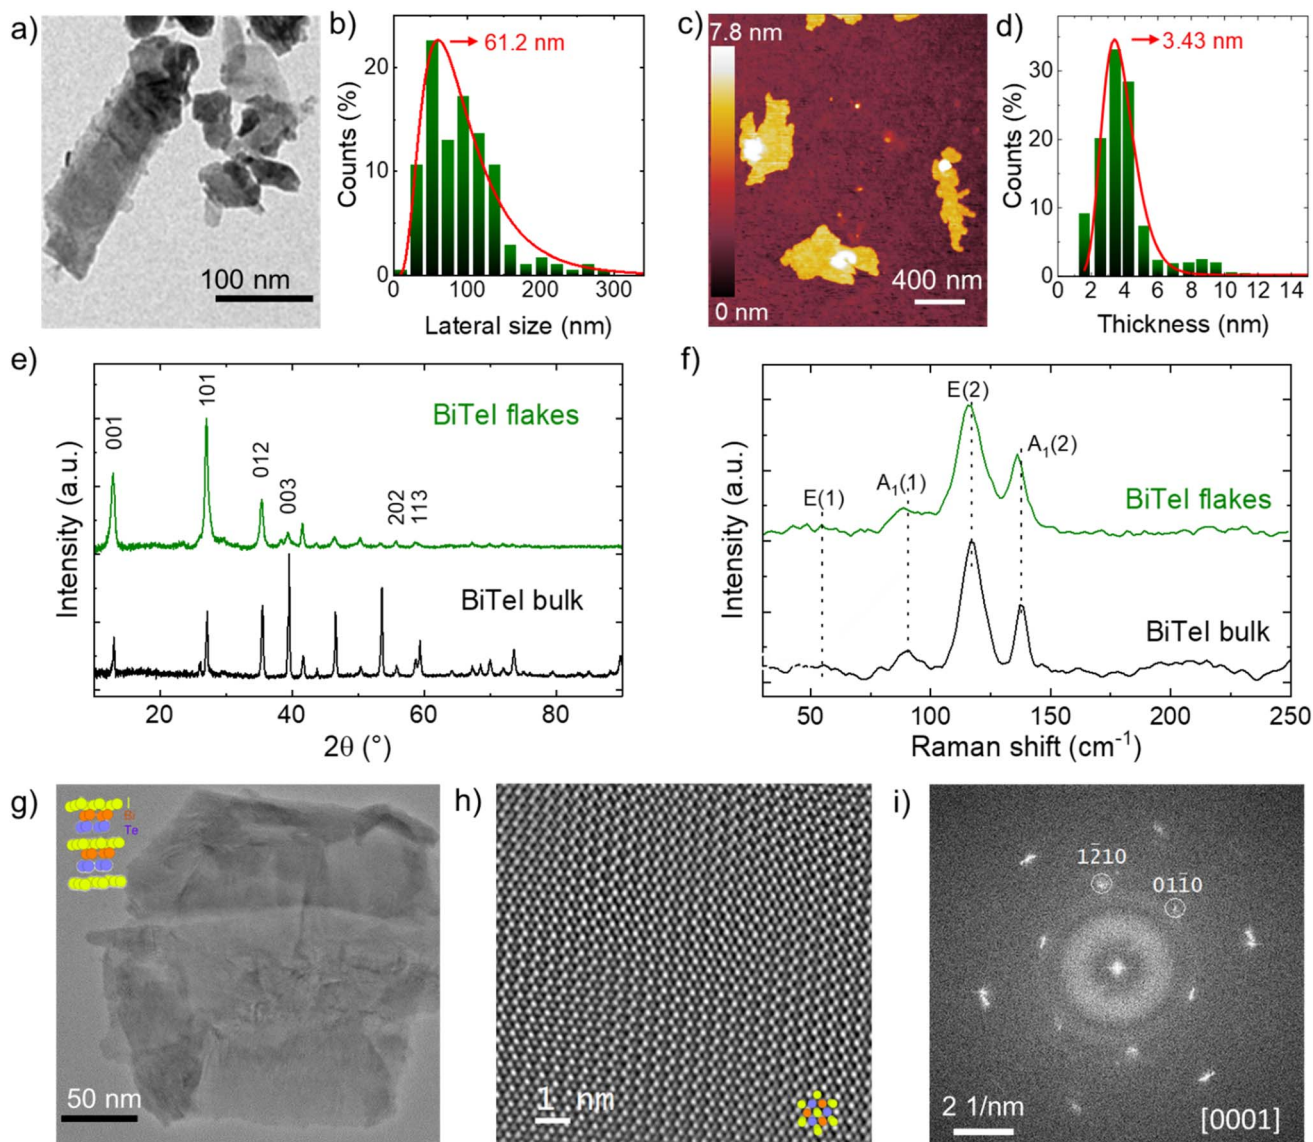 a)
100 nm
b)
61.2 nm
Counts (%)
20
10
0
0 100 200 300
Lateral size (nm)
c)
7.8 nm
0 nm
400 nm
d)
3.43 nm
Counts (%)
30
20
10
0
0 2 4 6 8 10 12 14
Thickness (nm)
e)
001
101
012
003
202
113
BiTeI flakes
BiTeI bulk
Intensity (a.u.)
20 40 60 80
2θ (°)
f)
E(1)
A₁(1)
E(2)
A₁(2)
BiTeI flakes
BiTeI bulk
Intensity (a.u.)
50 100 150 200 250
Raman shift (cm⁻¹)
g)
I
Bi
Te
50 nm
h)
1 nm
i)
12̄10
011̄0
2 1/nm
[0001]